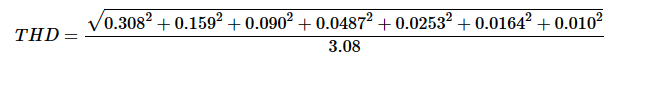 THD = √(0.308² + 0.159² + 0.090² + 0.0487² + 0.0253² + 0.0164² + 0.010²)
3.08